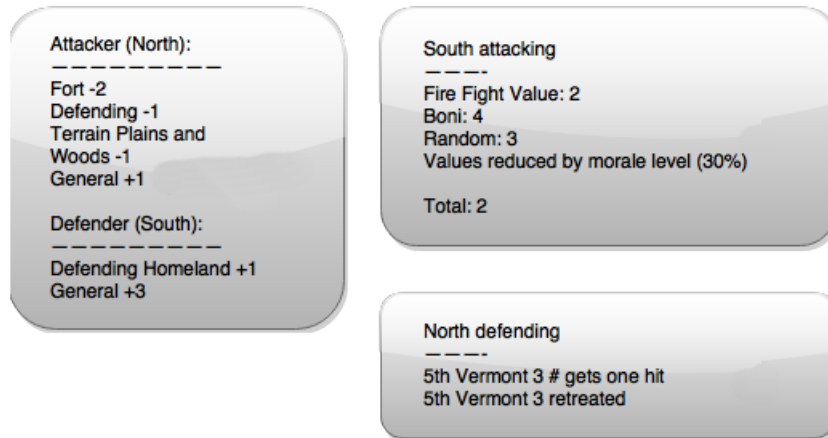 Attacker (North):
— — — — — — — — —
Fort -2
Defending -1
Terrain Plains and
Woods -1
General +1
Defender (South):
— — — — — — — — —
Defending Homeland +1
General +3
South attacking
— — —-
Fire Fight Value: 2
Boni: 4
Random: 3
Values reduced by morale level (30%)
Total: 2
North defending
— — —-
5th Vermont 3 # gets one hit
5th Vermont 3 retreated